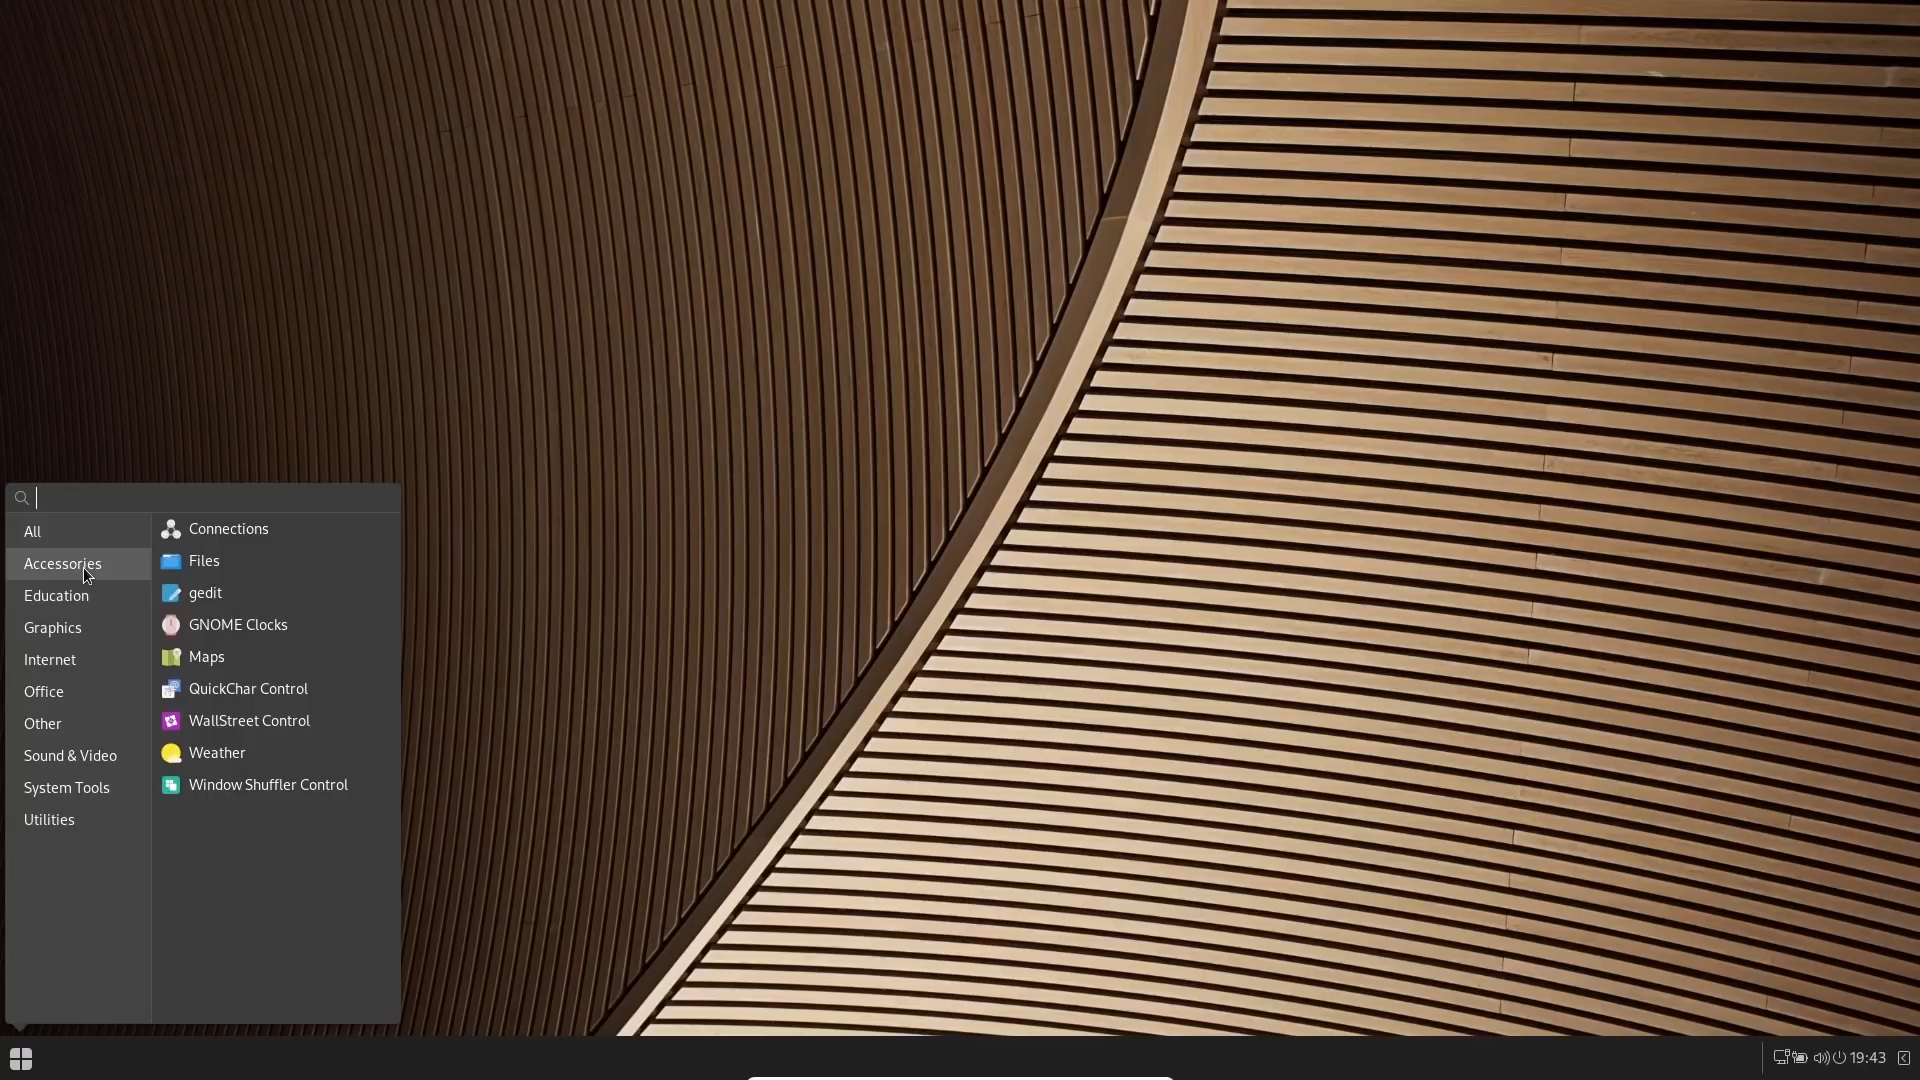 All
Accessories
Education
Graphics
Internet
Office
Other
Sound & Video
System Tools
Utilities
Connections
Files
gedit
GNOME Clocks
Maps
QuickChar Control
WallStreet Control
Weather
Window Shuffler Control
19:43